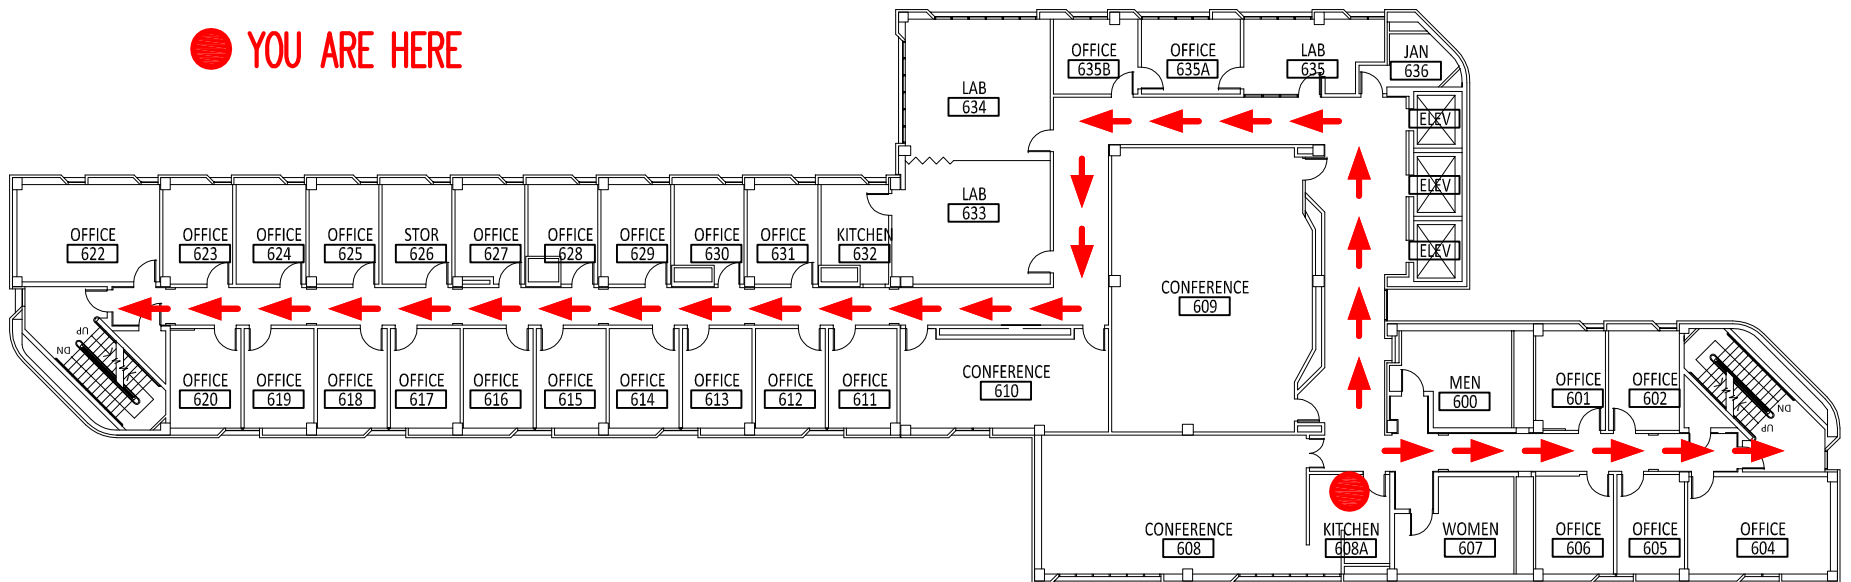 YOU ARE HERE
OFFICE
635B
OFFICE
635A
LAB
635
JAN
636
LAB
634
ELEV
ELEV
ELEV
LAB
633
OFFICE
622
OFFICE
623
OFFICE
624
OFFICE
625
STOR
626
OFFICE
627
OFFICE
628
OFFICE
629
OFFICE
630
OFFICE
631
KITCHEN
632
CONFERENCE
609
UP
DN
OFFICE
620
OFFICE
619
OFFICE
618
OFFICE
617
OFFICE
616
OFFICE
615
OFFICE
614
OFFICE
613
OFFICE
612
OFFICE
611
CONFERENCE
610
MEN
600
OFFICE
601
OFFICE
602
DN
UP
CONFERENCE
608
KITCHEN
608A
WOMEN
607
OFFICE
606
OFFICE
605
OFFICE
604